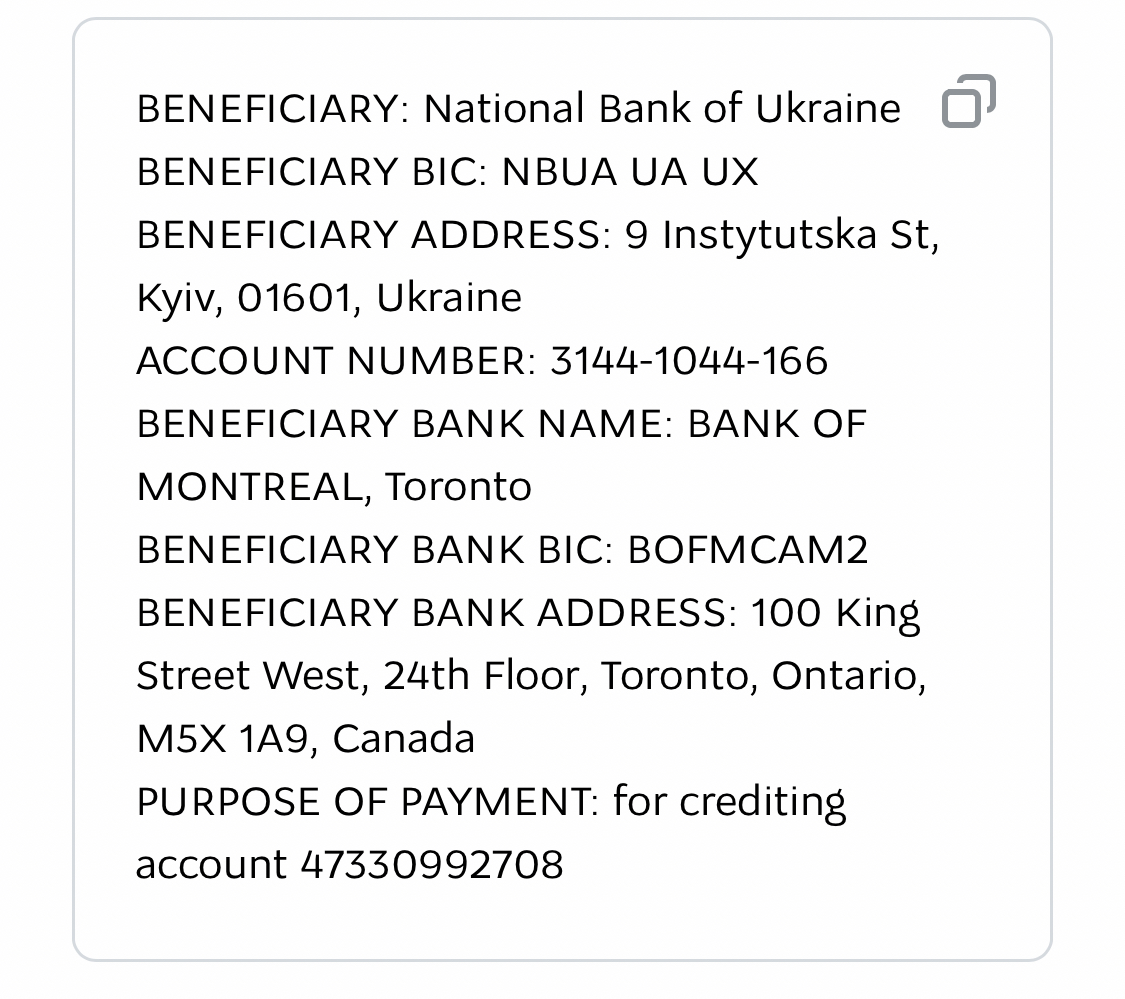 BENEFICIARY: National Bank of Ukraine
BENEFICIARY BIC: NBUA UA UX
BENEFICIARY ADDRESS: 9 Instytutska St,
Kyiv, 01601, Ukraine
ACCOUNT NUMBER: 3144-1044-166
BENEFICIARY BANK NAME: BANK OF
MONTREAL, Toronto
BENEFICIARY BANK BIC: BOFMCAM2
BENEFICIARY BANK ADDRESS: 100 King
Street West, 24th Floor, Toronto, Ontario,
M5X 1A9, Canada
PURPOSE OF PAYMENT: for crediting
account 47330992708